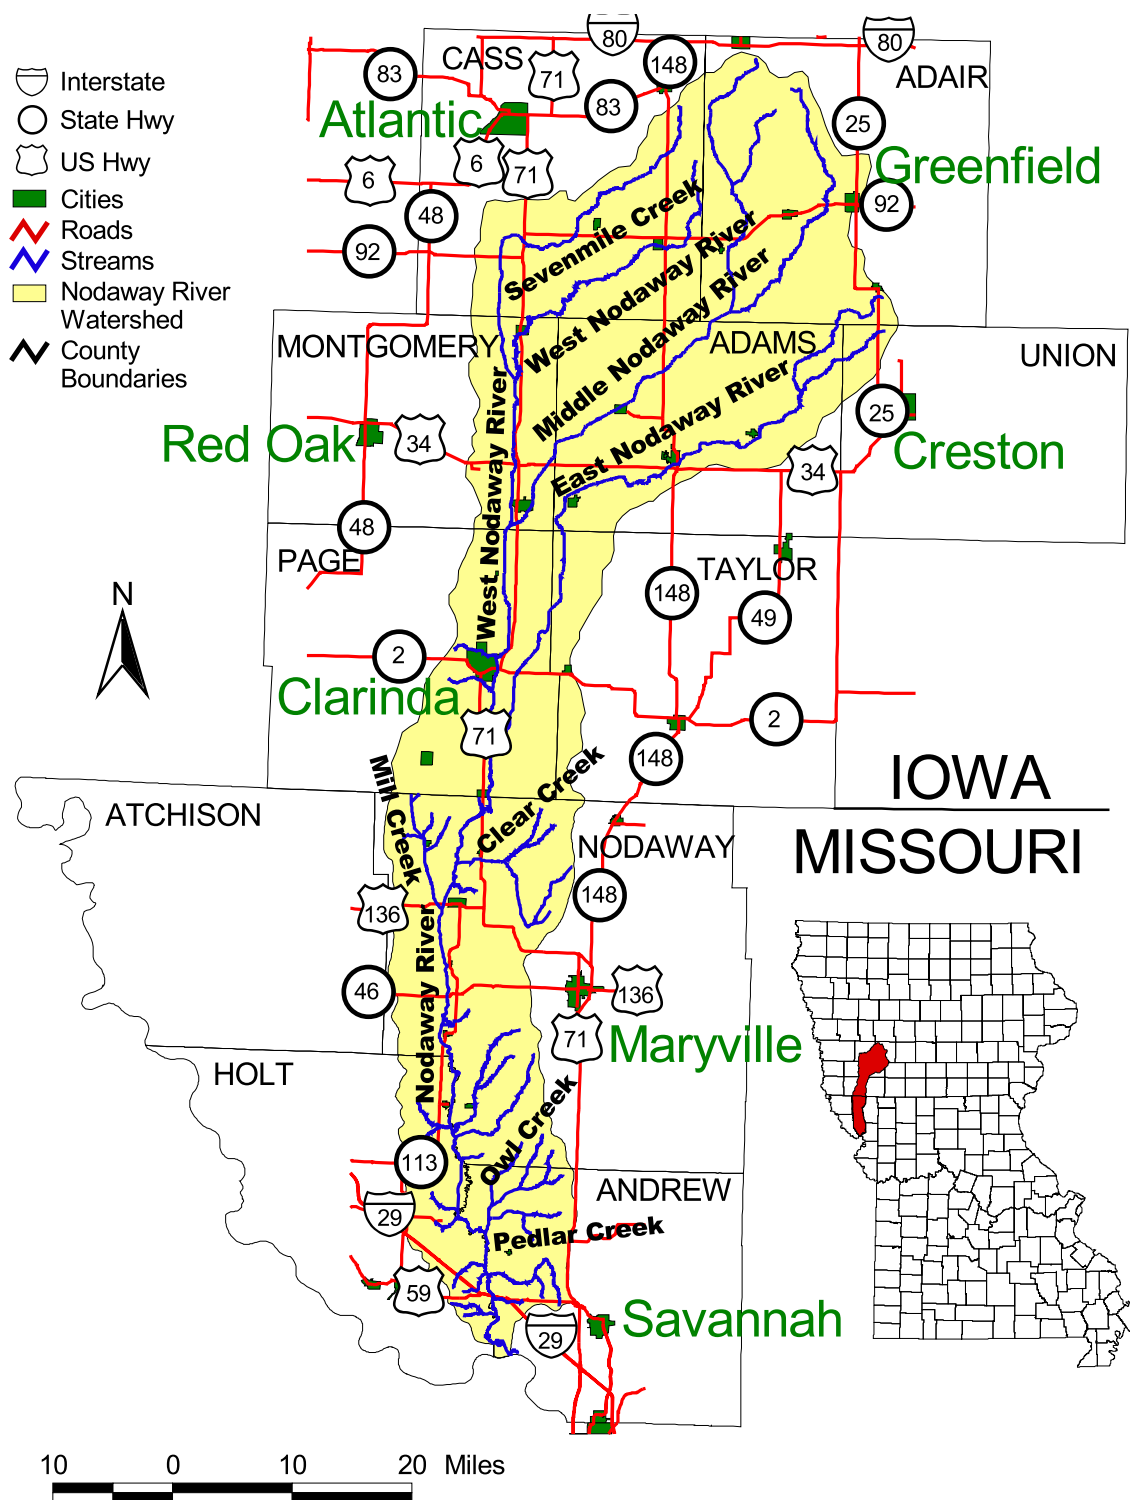 Interstate
State Hwy
US Hwy
Cities
Roads
Streams
Nodaway River
Watershed
County
Boundaries
80
80
CASS
71
148
ADAIR
83
83
Atlantic
25
6
71
6
Greenfield
48
92
92
Sevenmile Creek
West Nodaway River
Middle Nodaway River
MONTGOMERY
ADAMS
UNION
East Nodaway River
West Nodaway River
25
Red Oak
34
Creston
34
48
PAGE
TAYLOR
148
49
N
2
Clarinda
2
71
148
IOWA
MISSOURI
Mill Creek
Clear Creek
ATCHISON
NODAWAY
148
136
Nodaway River
46
136
71
Maryville
HOLT
Owl Creek
113
ANDREW
29
Pedlar Creek
59
Savannah
29
10 0 10 20 Miles